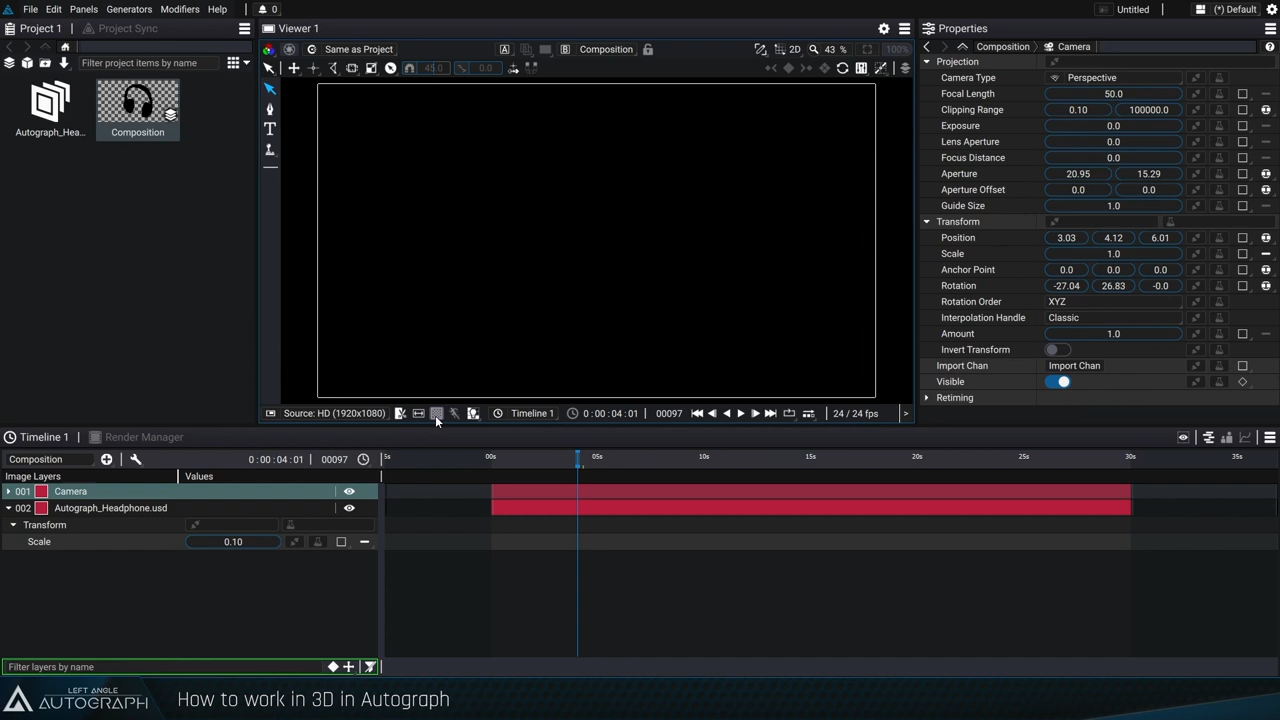 File Edit Panels Generators Modifiers Help 0 Untitled (*) Default
Project 1 Project Sync
Filter project items by name
Autograph_Hea...
Composition
Viewer 1
Same as Project A B Composition 2D 43 % 100%
45.0 0.0
Source: HD (1920x1080) Timeline 1 0:00:04:01 00097 24 / 24 fps
Properties
Composition Camera
Projection
Camera Type Perspective
Focal Length 50.0
Clipping Range 0.10 100000.0
Exposure 0.0
Lens Aperture 0.0
Focus Distance 0.0
Aperture 20.95 15.29
Aperture Offset 0.0 0.0
Guide Size 1.0
Transform
Position 3.03 4.12 6.01
Scale 1.0
Anchor Point 0.0 0.0 0.0
Rotation -27.04 26.83 -0.0
Rotation Order XYZ
Interpolation Handle Classic
Amount 1.0
Invert Transform
Import Chan Import Chan
Visible
Retiming
Timeline 1 Render Manager
Composition 0:00:04:01 00097
5s 00s 05s 10s 15s 20s 25s 30s 35s
Image Layers Values
001 Camera
002 Autograph_Headphone.usd
Transform
Scale 0.10
Filter layers by name
LEFT ANGLE
AUTOGRAPH
How to work in 3D in Autograph